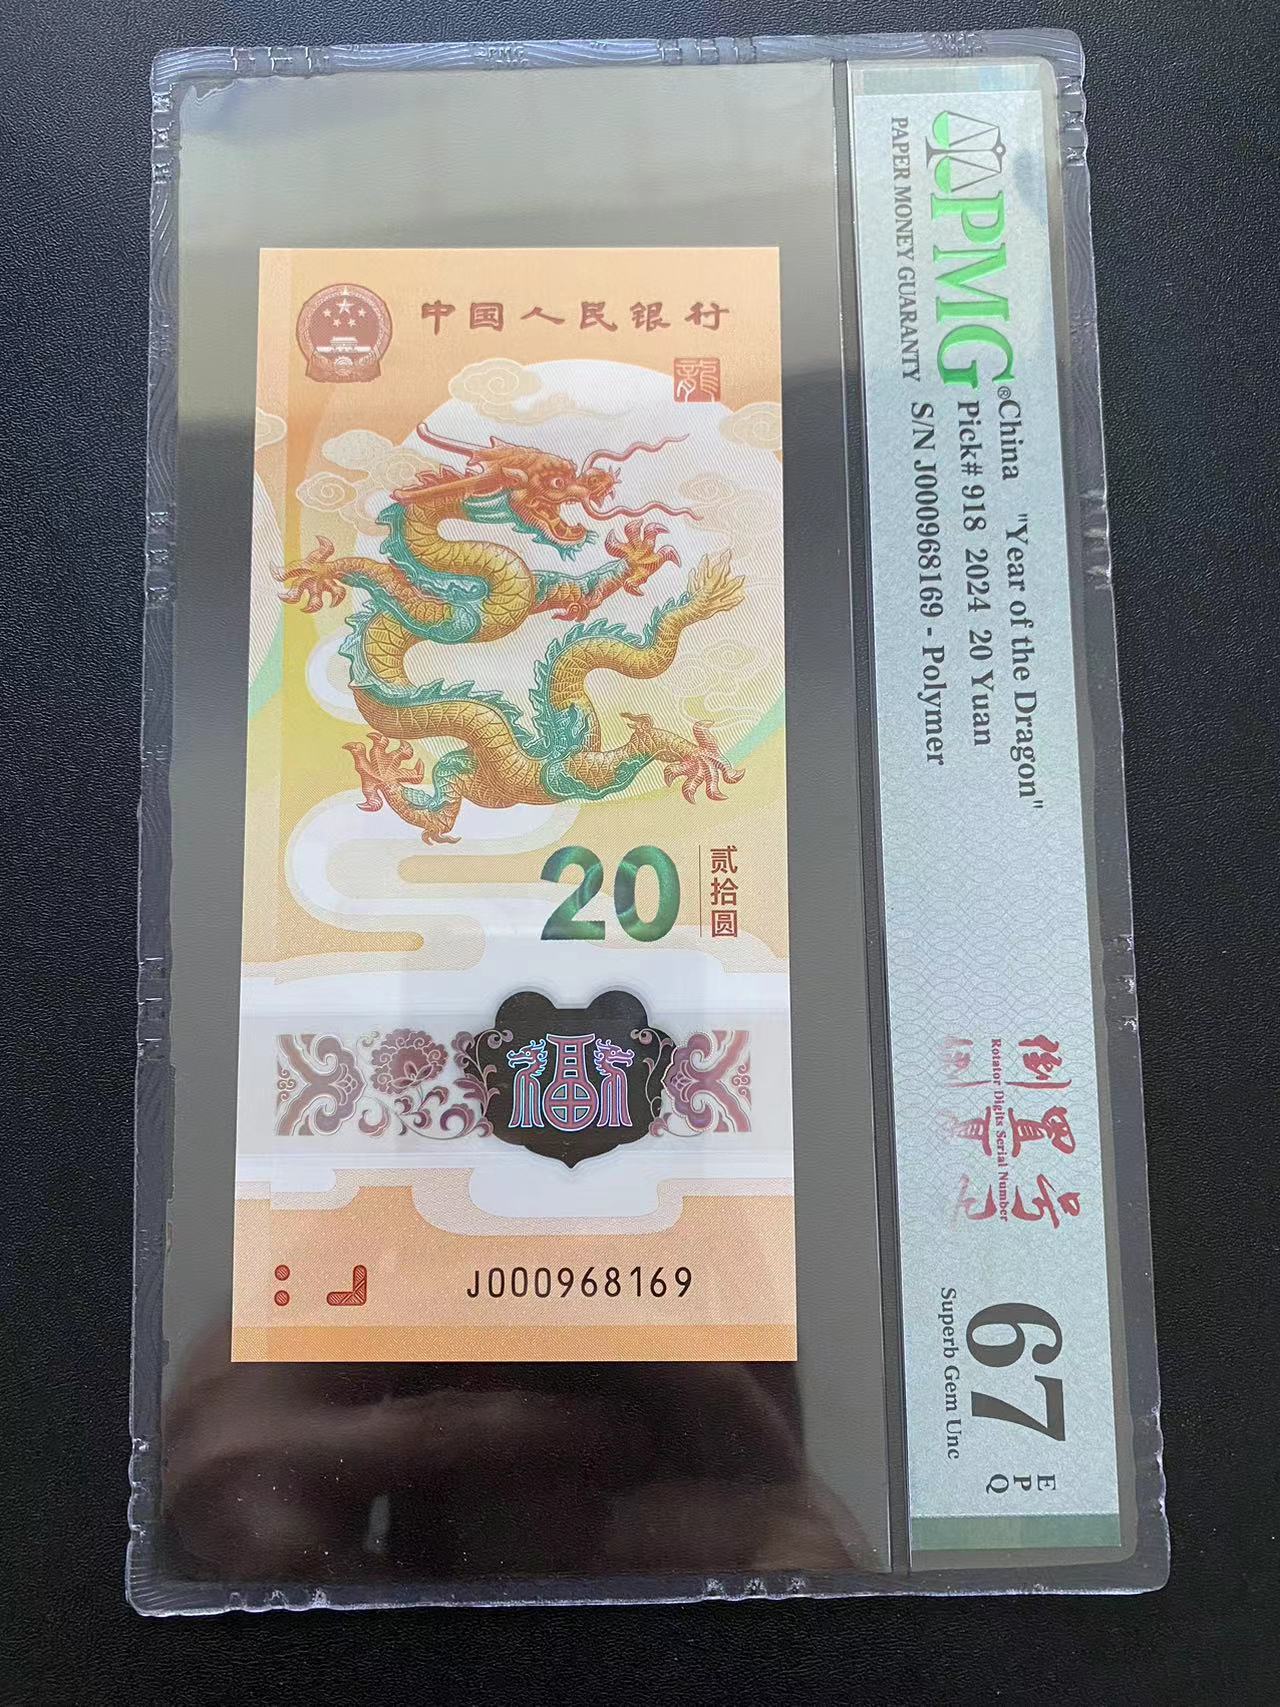 中国人民银行
龍
20
贰拾圆
福
J000968169
PMG®
PAPER MONEY GUARANTY
China "Year of the Dragon"
Pick# 918 2024 20 Yuan
S/N J000968169 - Polymer
倒置号
Rotator Digits Serial Number
67
EPQ
Superb Gem Unc